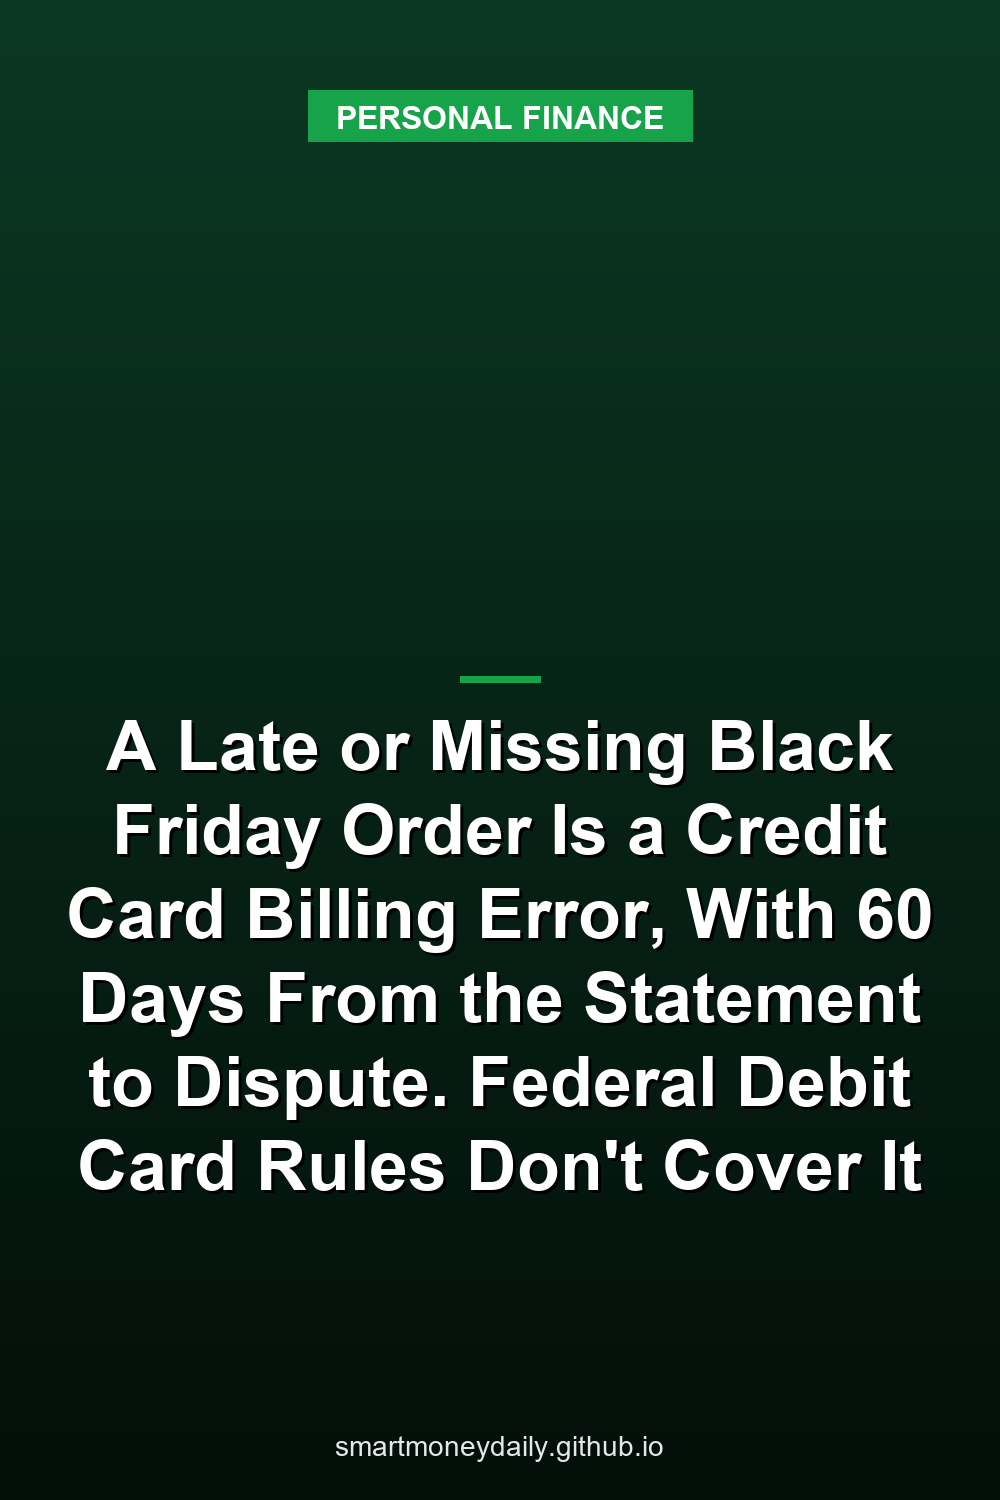 PERSONAL FINANCE
A Late or Missing Black
Friday Order Is a Credit
Card Billing Error, With 60
Days From the Statement
to Dispute. Federal Debit
Card Rules Don't Cover It
smartmoneydaily.github.io